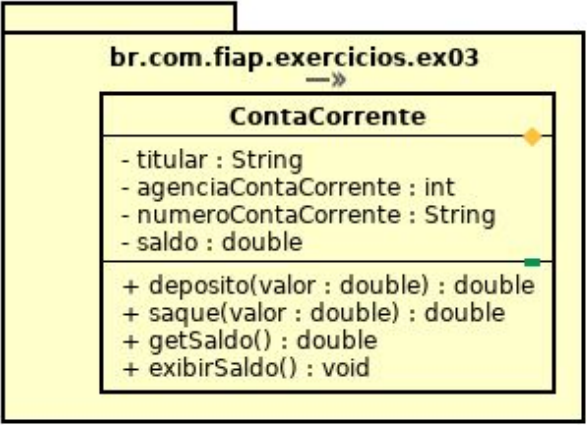 br.com.fiap.exercicios.ex03
ContaCorrente
- titular : String
- agenciaContaCorrente : int
- numeroContaCorrente : String
- saldo : double
+ deposito(valor : double) : double
+ saque(valor : double) : double
+ getSaldo() : double
+ exibirSaldo() : void